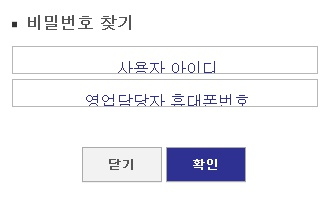 비밀번호 찾기
사용자 아이디
영업담당자 휴대폰번호
닫기 확인